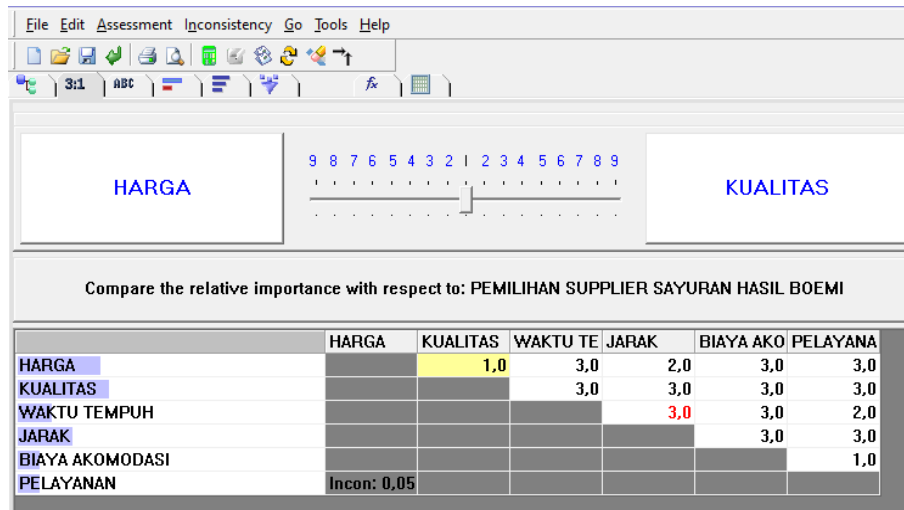 File Edit Assessment Inconsistency Go Tools Help
3:1 ABC fx
9 8 7 6 5 4 3 2 1 2 3 4 5 6 7 8 9
HARGA KUALITAS
Compare the relative importance with respect to: PEMILIHAN SUPPLIER SAYURAN HASIL BOEMI
HARGA KUALITAS WAKTU TE JARAK BIAYA AKO PELAYANA
HARGA 1,0 3,0 2,0 3,0 3,0
KUALITAS 3,0 3,0 3,0 3,0
WAKTU TEMPUH 3,0 3,0 2,0
JARAK 3,0 3,0
BIAYA AKOMODASI 1,0
PELAYANAN Incon: 0,05